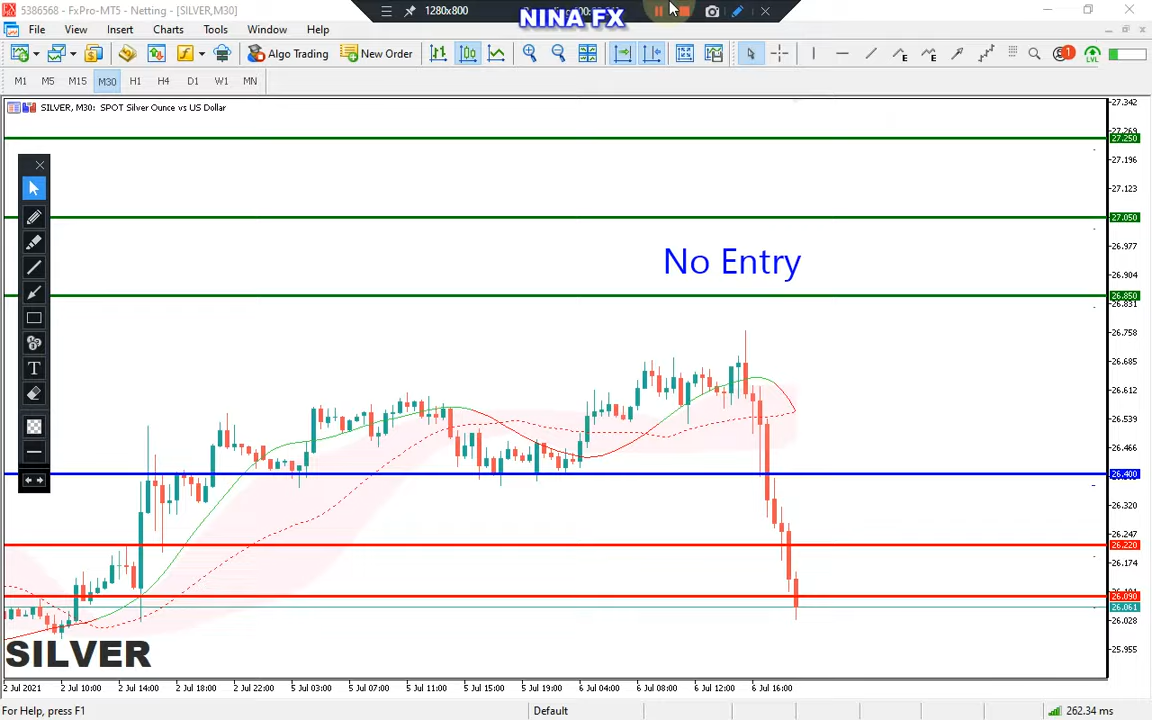 5386568 - FxPro-MT5 - Netting - [SILVER,M30]
1280x800
NINA FX
File View Insert Charts Tools Window Help
Algo Trading New Order
E E 1 LVL
M1 M5 M15 M30 H1 H4 D1 W1 MN
SILVER, M30: SPOT Silver Ounce vs US Dollar
27.342
27.269
27.250
27.196
27.123
27.050
26.977
No Entry
26.904
26.850
26.831
26.758
26.685
26.612
26.539
26.466
26.400
T
26.320
26.247
26.220
26.174
26.090
26.061
26.028
25.955
SILVER
2 Jul 2021 2 Jul 10:00 2 Jul 14:00 2 Jul 18:00 2 Jul 22:00 5 Jul 03:00 5 Jul 07:00 5 Jul 11:00 5 Jul 15:00 5 Jul 19:00 6 Jul 04:00 6 Jul 08:00 6 Jul 12:00 6 Jul 16:00
For Help, press F1 Default 262.34 ms